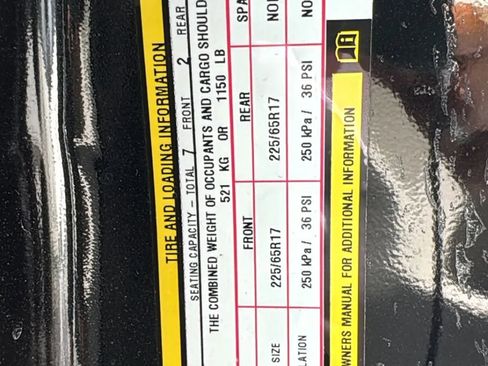 TIRE AND LOADING INFORMATION
SEATING CAPACITY – TOTAL 7 FRONT 2 REAR
THE COMBINED WEIGHT OF OCCUPANTS AND CARGO SHOULD
521 KG OR 1150 LB
FRONT REAR
SIZE 225/65R17 225/65R17
250 kPa / 36 PSI 250 kPa / 36 PSI
MANUAL FOR ADDITIONAL INFORMATION